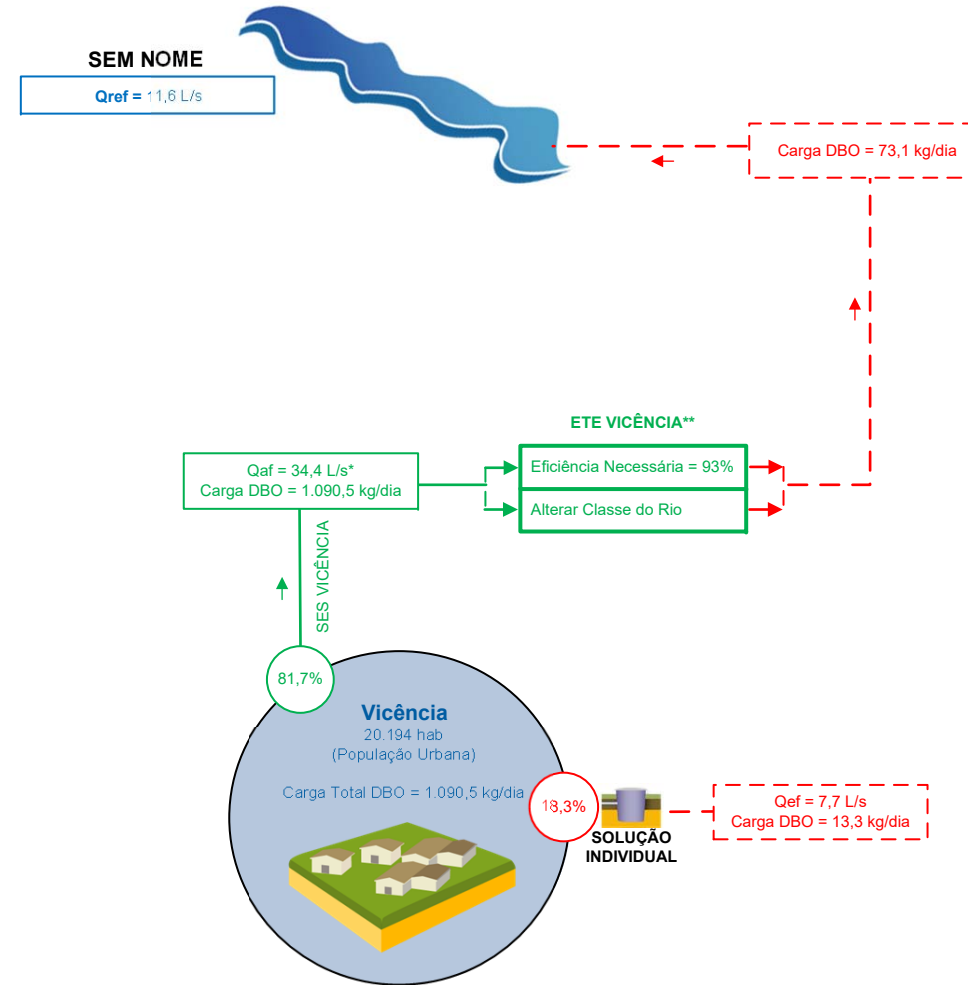 SEM NOME
Qref = 11,6 L/s
Carga DBO = 73,1 kg/dia
ETE VICÊNCIA**
Qaf = 34,4 L/s*
Carga DBO = 1.090,5 kg/dia
Eficiência Necessária = 93%
Alterar Classe do Rio
SES VICÊNCIA
81,7%
Vicência
20.194 hab
(População Urbana)
Carga Total DBO = 1.090,5 kg/dia
18,3%
SOLUÇÃO
INDIVIDUAL
Qef = 7,7 L/s
Carga DBO = 13,3 kg/dia